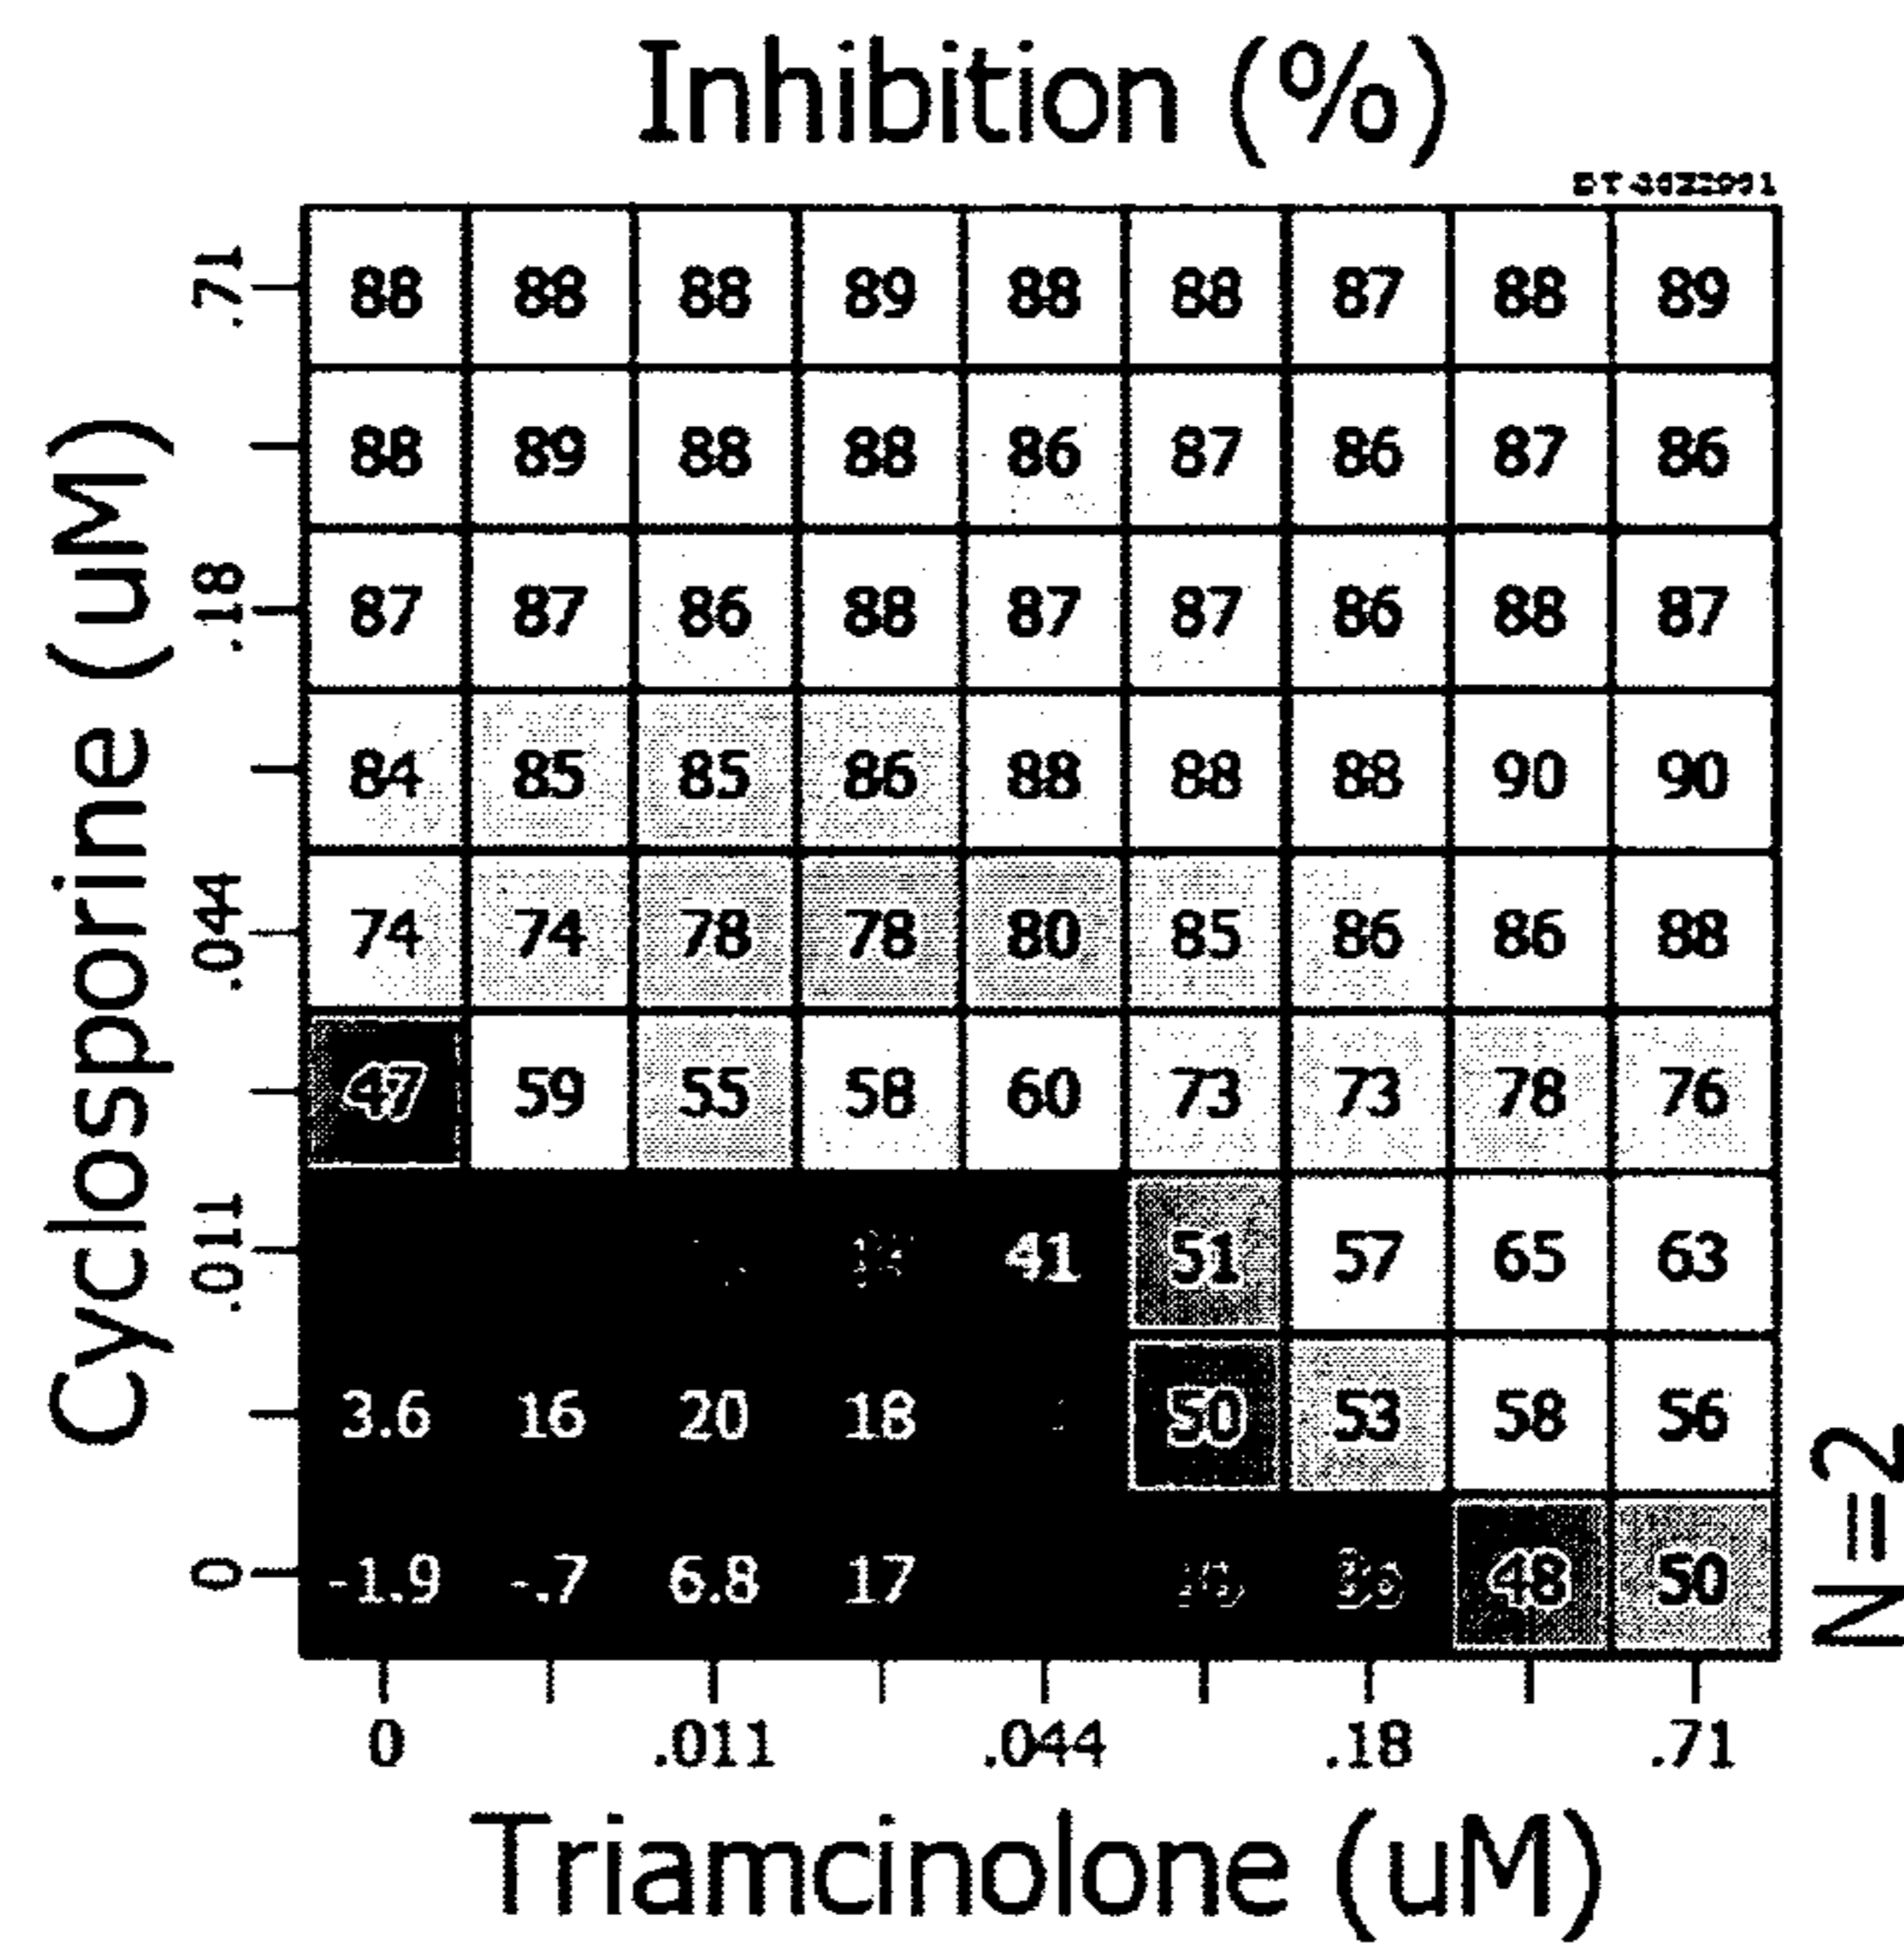 Inhibition (%)
.71 88 88 88 89 88 88 87 88 89
88 89 88 88 86 87 86 87 86
.18 87 87 86 88 87 87 86 88 87
84 85 85 86 88 88 88 90 90
.044 74 74 78 78 80 85 86 86 88
47 59 55 58 60 73 73 78 76
.011 41 51 57 65 63
3.6 16 20 18 50 53 58 56
0 -1.9 -.7 6.8 17 48 50
0 .011 .044 .18 .71
Cyclosporine (uM)
Triamcinolone (uM)
N=2